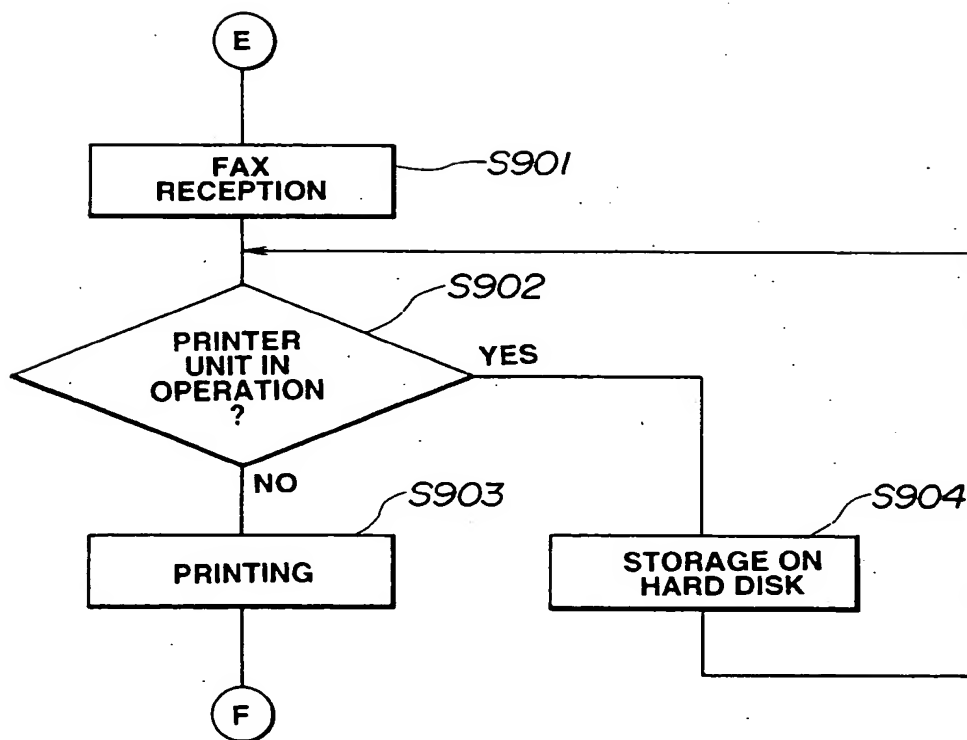 E
FAX
RECEPTION
S901
S902
PRINTER
UNIT IN
OPERATION
?
YES
NO
S903
PRINTING
S904
STORAGE ON
HARD DISK
F